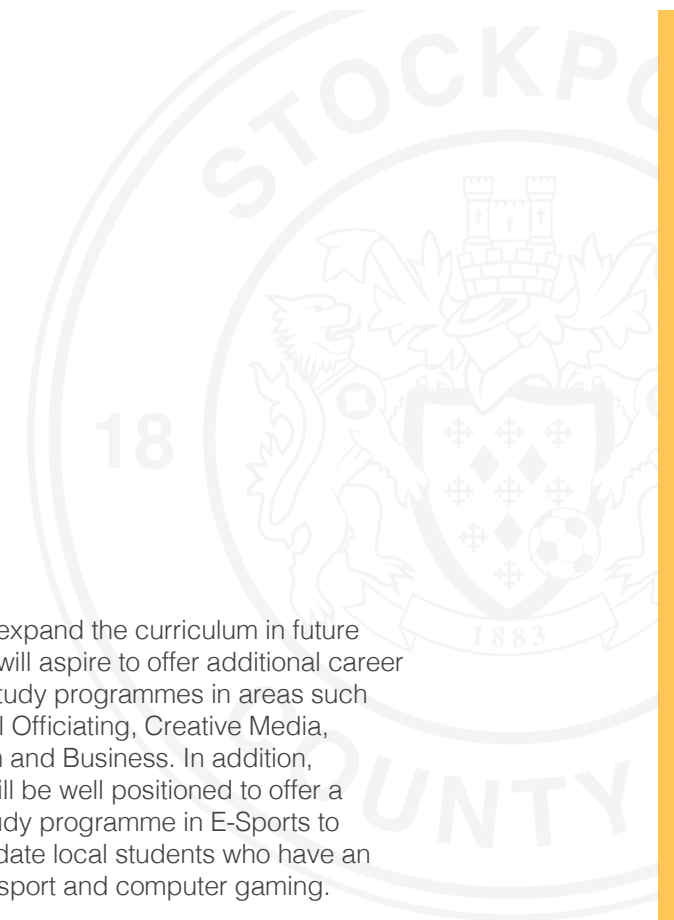 STOCKPO
18
1883
expand the curriculum in future
will aspire to offer additional career
tudy programmes in areas such
l Officiating, Creative Media,
n and Business. In addition,
ill be well positioned to offer a
udy programme in E-Sports to
date local students who have an
sport and computer gaming.
COUNTY